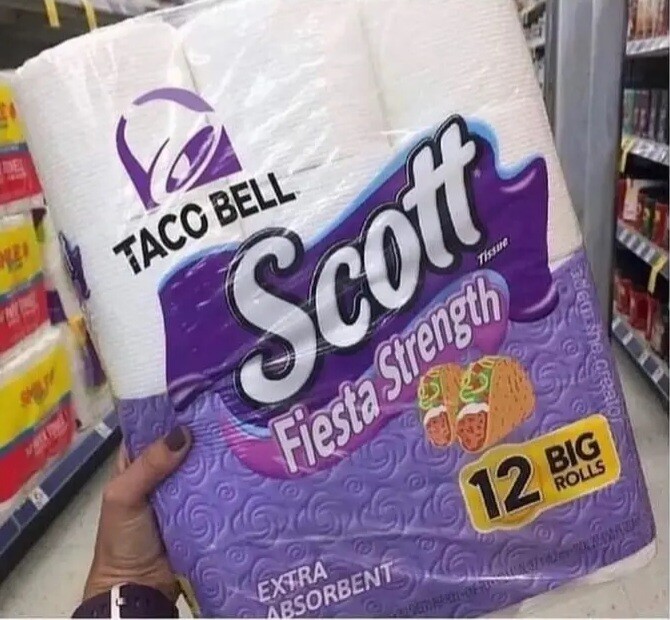 TACO BELL
Scott
Tissue
Fiesta Strength
12 BIG
ROLLS
EXTRA
ABSORBENT